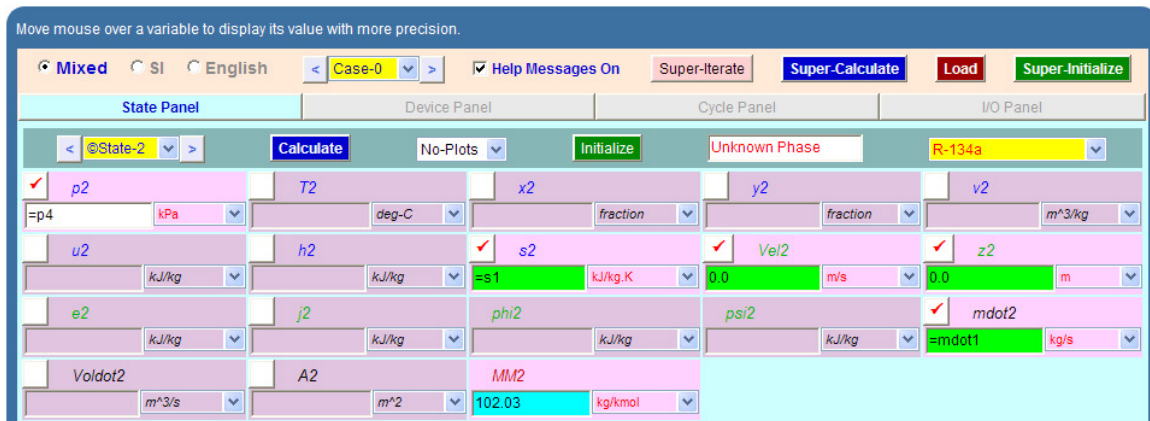 Move mouse over a variable to display its value with more precision.
Mixed SI English < Case-0 > Help Messages On Super-Iterate Super-Calculate Load Super-Initialize
State Panel Device Panel Cycle Panel I/O Panel
< ©State-2 > Calculate No-Plots Initialize Unknown Phase R-134a
p2 T2 x2 y2 v2
=p4 kPa deg-C fraction fraction m^3/kg
u2 h2 s2 Vel2 z2
kJ/kg kJ/kg =s1 kJ/kg.K 0.0 m/s 0.0 m
e2 j2 phi2 psi2 mdot2
kJ/kg kJ/kg kJ/kg kJ/kg =mdot1 kg/s
Voldot2 A2 MM2
m^3/s m^2 102.03 kg/kmol